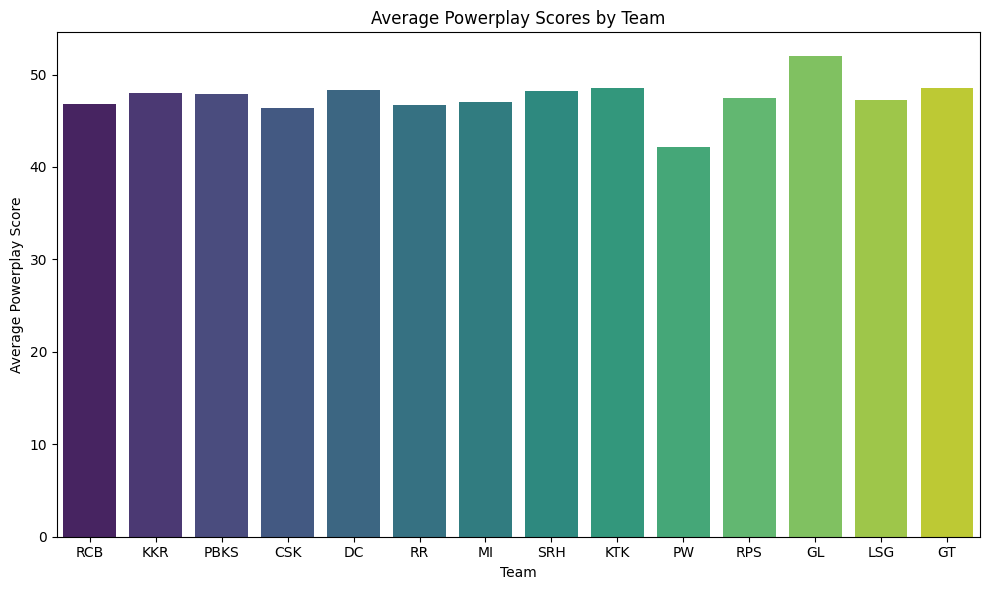 Average Powerplay Scores by Team
Average Powerplay Score
50
40
30
20
10
0
RCB KKR PBKS CSK DC RR MI SRH KTK PW RPS GL LSG GT
Team